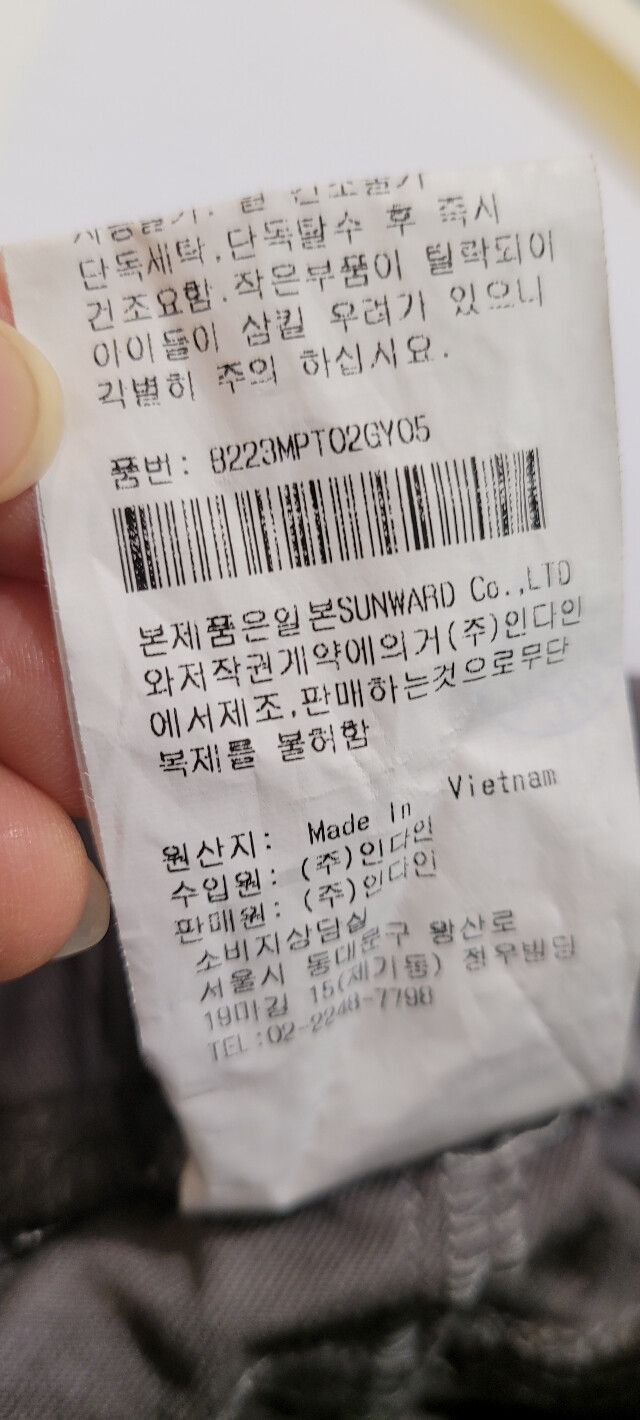 단독세탁.단독탈수 후 즉시
건조요함.작은부품이 탈락되어
아이들이 삼킬 우려가 있으니
각별히 주의 하십시요.
품번: B223MPT02GY05
본제품은일본SUNWARD Co.,LTD
와저작권계약에의거(주)인다인
에서제조.판매하는것으로무단
복제를 불허함
원산지: Made In Vietnam
수입원: (주)인다인
판매원: (주)인다인
소비자상담실
서울시 동대문구 왕산로
19마길 15(제기동) 청우빌딩
TEL:02-2248-7798